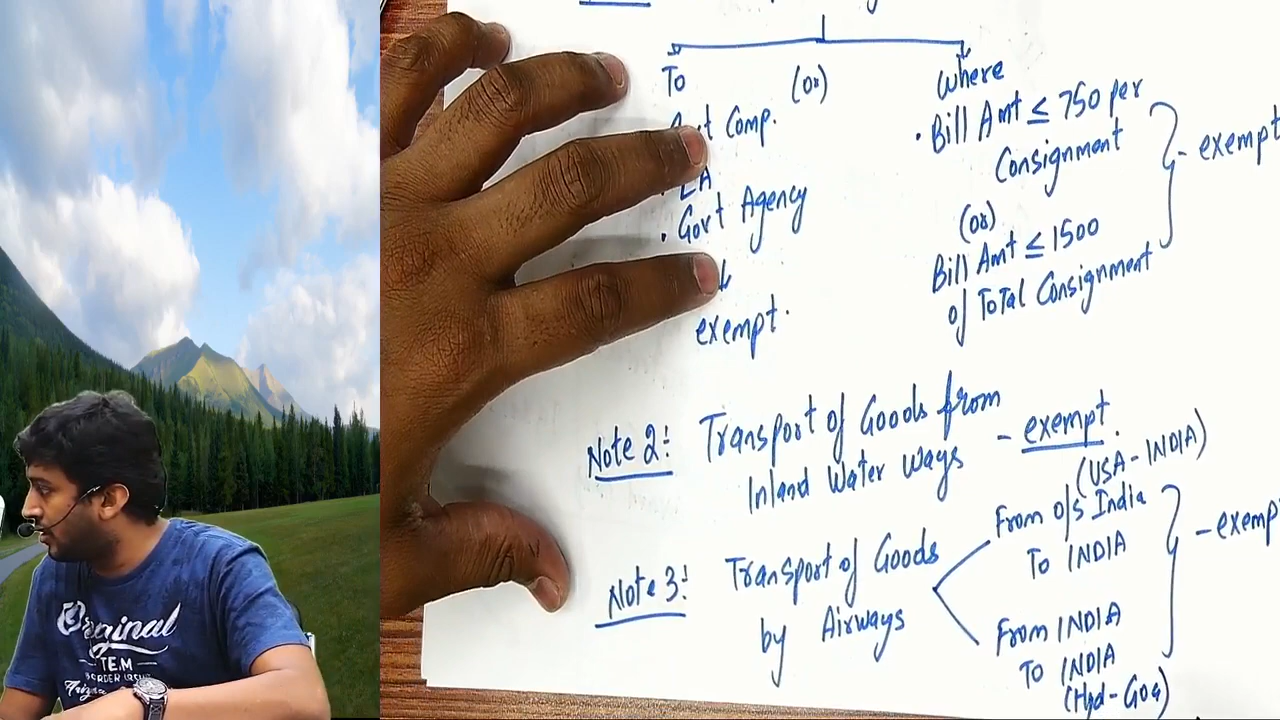 To
(or)
Where
Comp.
• Bill Amt ≤ 750 per
Consignment
} - exempt
• LA
• Govt Agency
(or)
Bill Amt ≤ 1500
of Total Consignment
exempt.
Note 2: Transport of Goods from
Inland Water Ways - exempt.
(USA - INDIA)
Note 3: Transport of Goods
by Airways
From o/s India
To INDIA
From INDIA
To INDIA
(Hyd - Goa)
Original
T.E.M